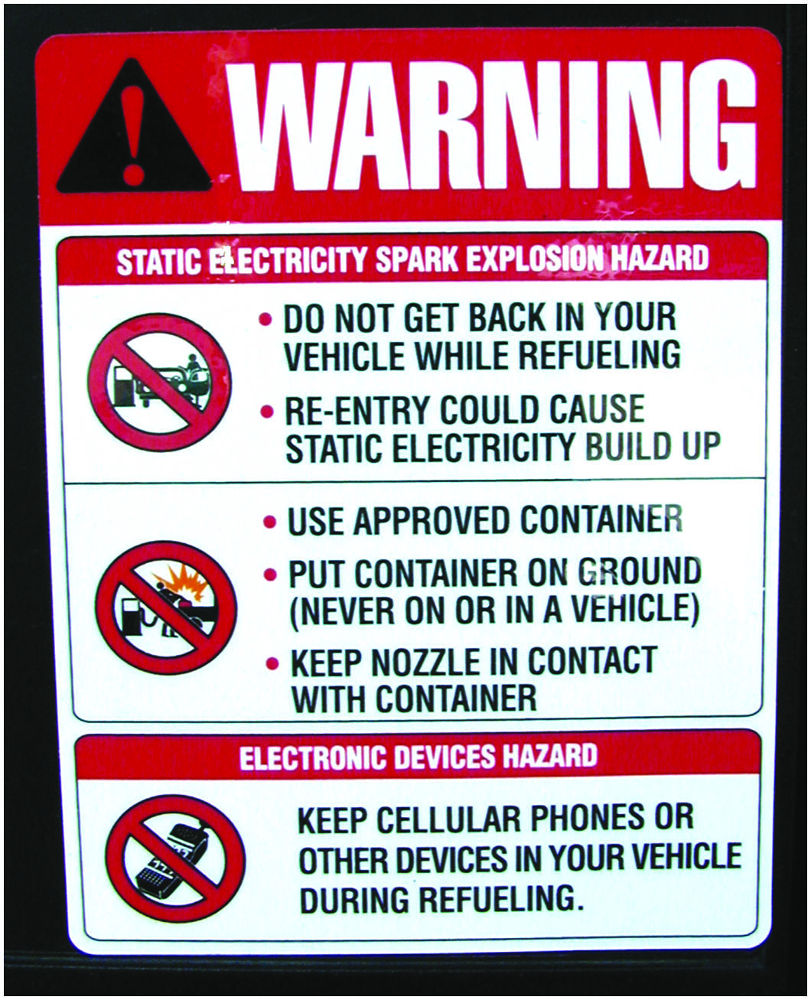 WARNING
STATIC ELECTRICITY SPARK EXPLOSION HAZARD
• DO NOT GET BACK IN YOUR
VEHICLE WHILE REFUELING
• RE-ENTRY COULD CAUSE
STATIC ELECTRICITY BUILD UP
• USE APPROVED CONTAINER
• PUT CONTAINER ON GROUND
(NEVER ON OR IN A VEHICLE)
• KEEP NOZZLE IN CONTACT
WITH CONTAINER
ELECTRONIC DEVICES HAZARD
KEEP CELLULAR PHONES OR
OTHER DEVICES IN YOUR VEHICLE
DURING REFUELING.